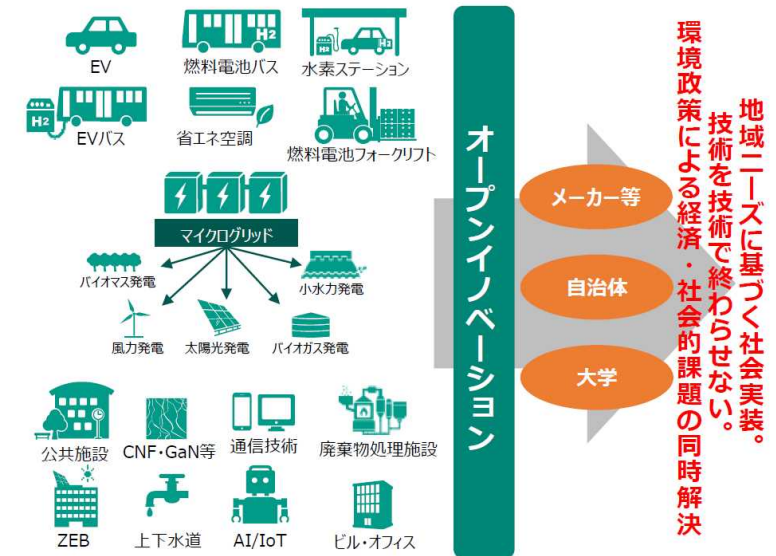 EV
燃料電池バス
H2
水素ステーション
H2
H2
EVバス
省エネ空調
燃料電池フォークリフト
マイクログリッド
バイオマス発電
小水力発電
風力発電
太陽光発電
バイオガス発電
公共施設
CNF・GaN等
通信技術
廃棄物処理施設
ZEB
上下水道
AI/IoT
ビル・オフィス
オープンイノベーション
メーカー等
自治体
大学
地域ニーズに基づく社会実装。
技術を技術で終わらせない。
環境政策による経済・社会的課題の同時解決